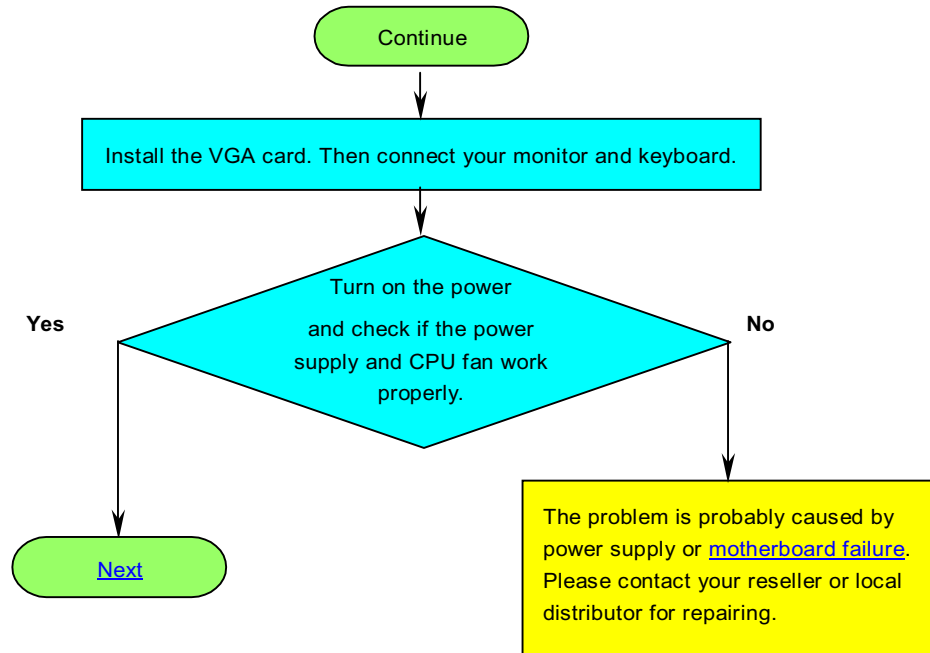 Continue
Install the VGA card. Then connect your monitor and keyboard.
Turn on the power
and check if the power
supply and CPU fan work
properly.
Yes
No
Next
The problem is probably caused by
power supply or motherboard failure.
Please contact your reseller or local
distributor for repairing.